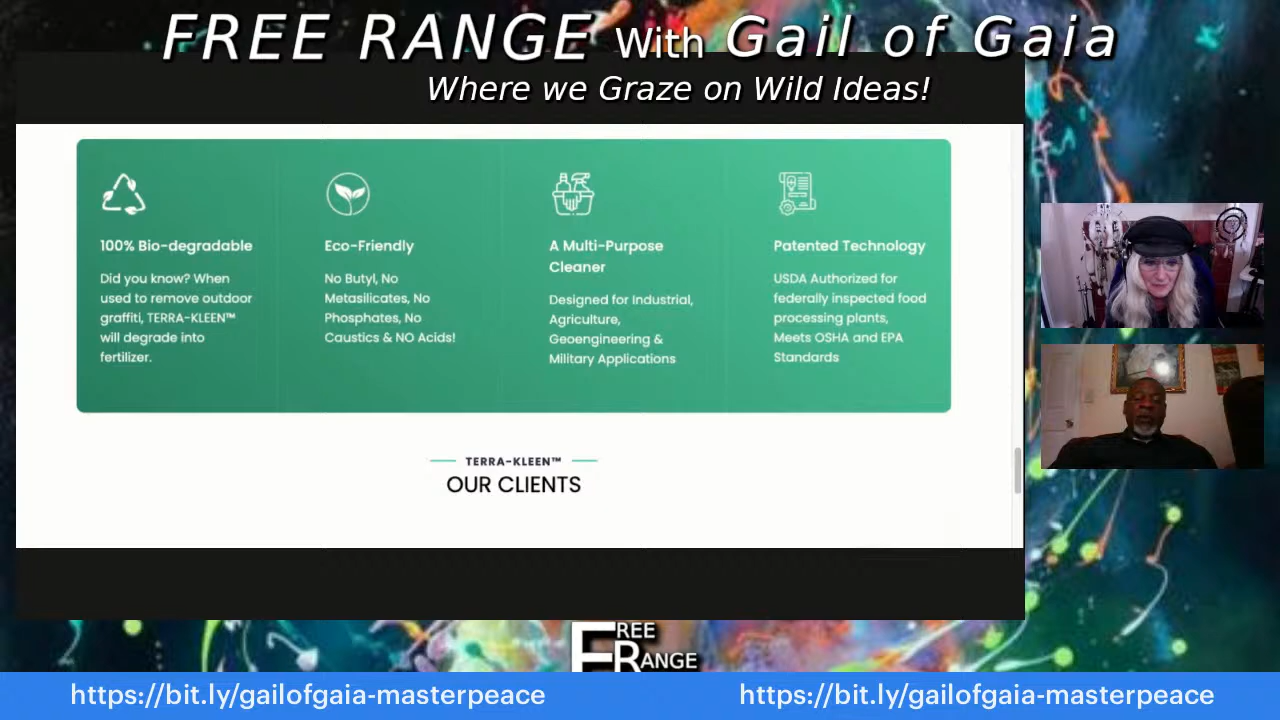 FREE RANGE With Gail of Gaia
Where we Graze on Wild Ideas!
100% Bio-degradable
Did you know? When
used to remove outdoor
graffiti, TERRA-KLEEN™
will degrade into
fertilizer.
Eco-Friendly
No Butyl, No
Metasilicates, No
Phosphates, No
Caustics & NO Acids!
A Multi-Purpose
Cleaner
Designed for Industrial,
Agriculture,
Geoengineering &
Military Applications
Patented Technology
USDA Authorized for
federally inspected food
processing plants,
Meets OSHA and EPA
Standards
TERRA-KLEEN™
OUR CLIENTS
FREE
RANGE
https://bit.ly/gailofgaia-masterpeace
https://bit.ly/gailofgaia-masterpeace